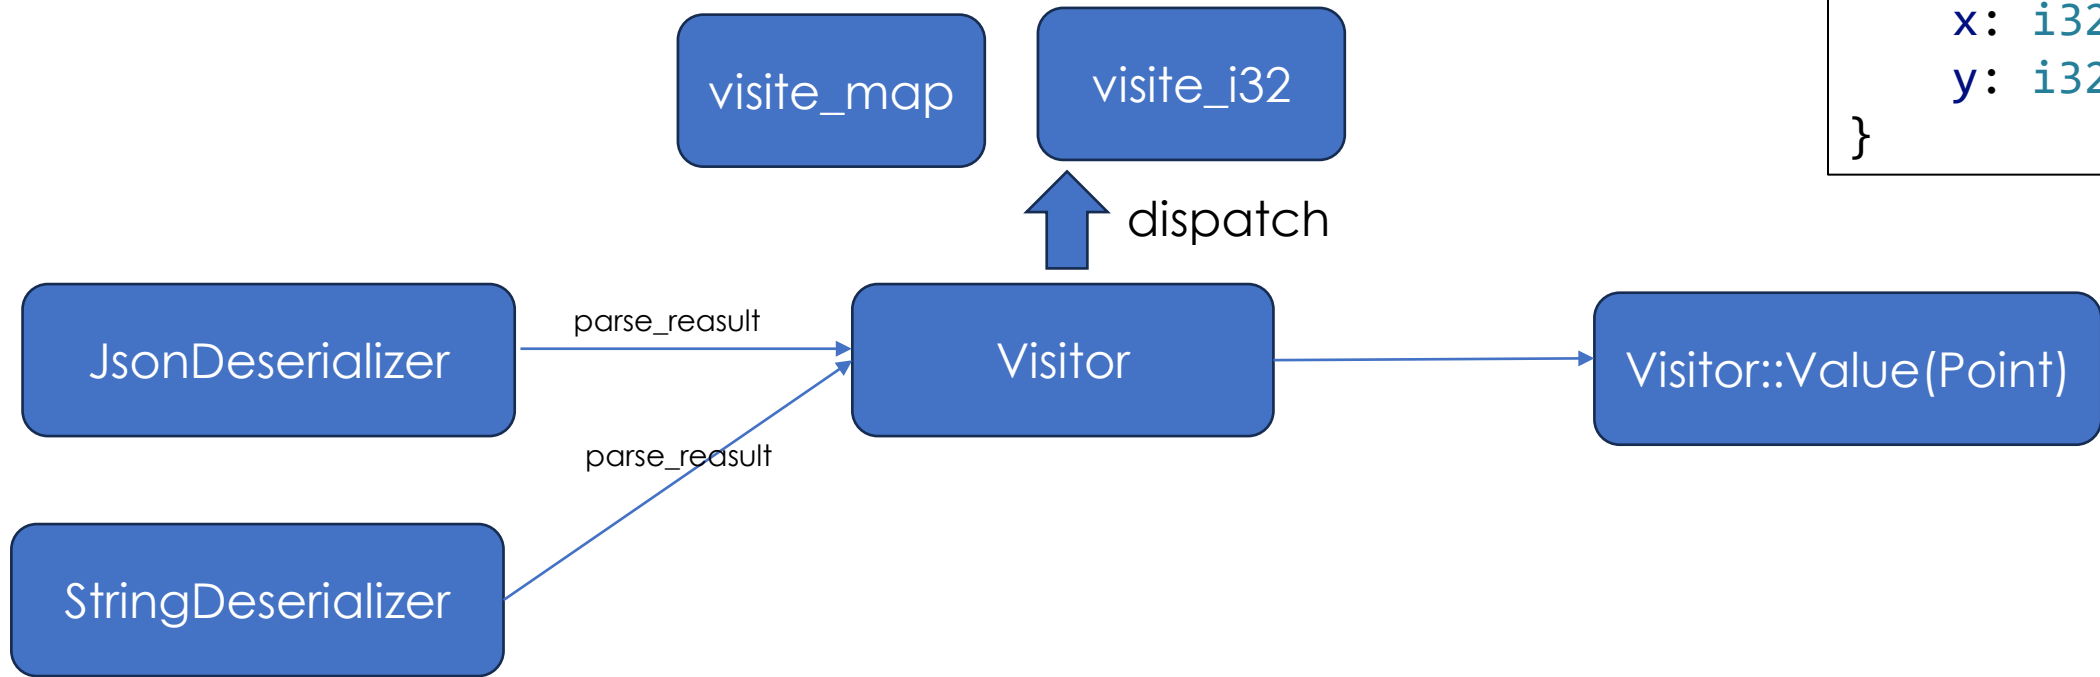 visite_map
visite_i32
x: i32
y: i32
}
dispatch
JsonDeserializer
parse_reasult
Visitor
Visitor::Value(Point)
parse_reasult
StringDeserializer